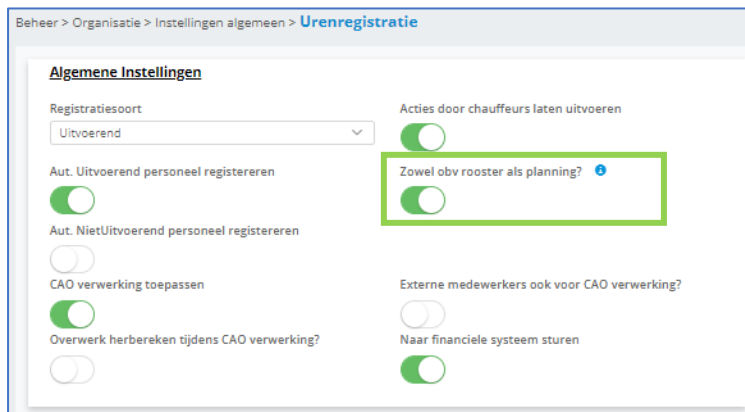 Beheer > Organisatie > Instellingen algemeen > Urenregistratie
Algemene Instellingen
Registratiesoort
Uitvoerend
Acties door chauffeurs laten uitvoeren
Aut. Uitvoerend personeel registereren
Zowel obv rooster als planning?
Aut. NietUitvoerend personeel registereren
CAO verwerking toepassen
Externe medewerkers ook voor CAO verwerking?
Overwerk herbereken tijdens CAO verwerking?
Naar financiele systeem sturen